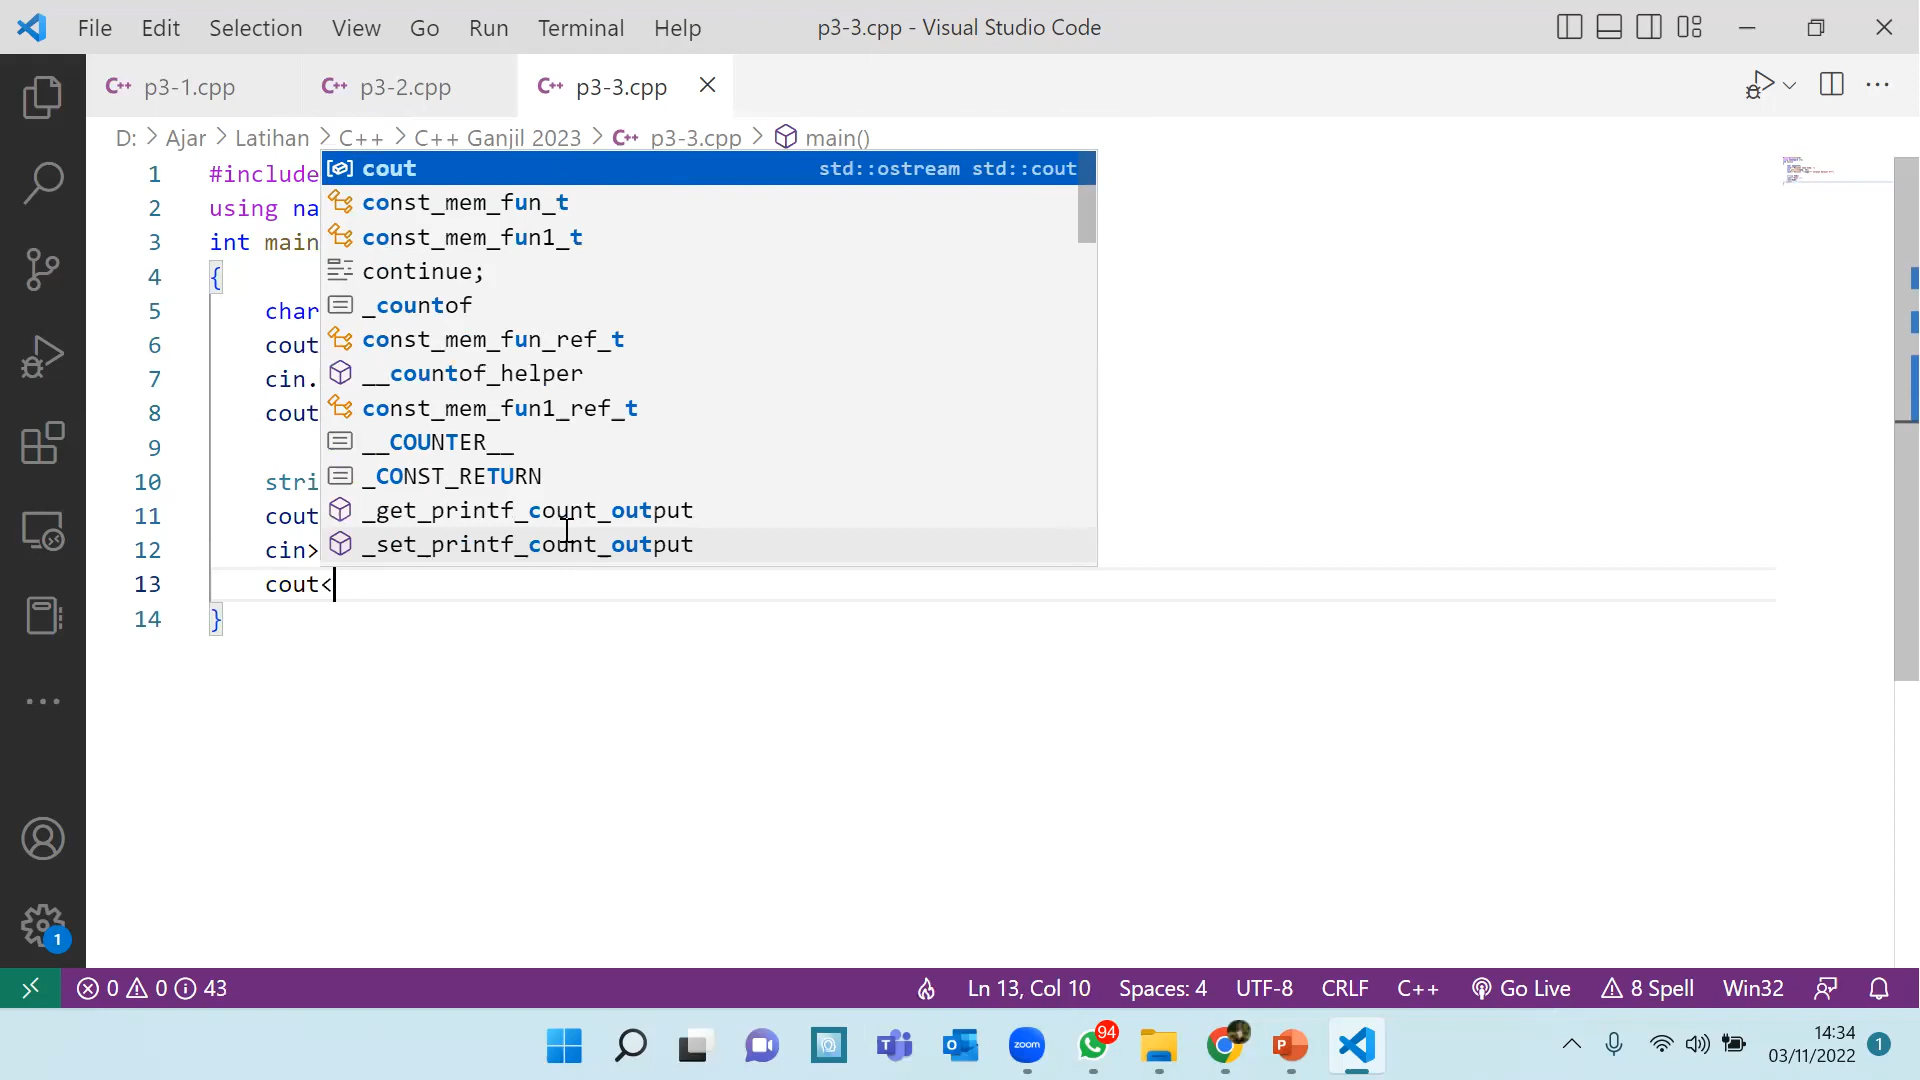 File Edit Selection View Go Run Terminal Help p3-3.cpp - Visual Studio Code
C++ p3-1.cpp C++ p3-2.cpp C++ p3-3.cpp
D: > Ajar > Latihan > C++ > C++ Ganjil 2023 > C++ p3-3.cpp > main()
1 #include
cout std::ostream std::cout
const_mem_fun_t
const_mem_fun1_t
continue;
_countof
const_mem_fun_ref_t
__countof_helper
const_mem_fun1_ref_t
__COUNTER__
_CONST_RETURN
_get_printf_count_output
_set_printf_count_output
2 using na
3 int main
4 {
5 char
6 cout
7 cin.
8 cout
9
10 stri
11 cout
12 cin>
13 cout<
14 }
1
0 0 43 Ln 13, Col 10 Spaces: 4 UTF-8 CRLF C++ Go Live 8 Spell Win32
zoom 94 14:34
03/11/2022 1